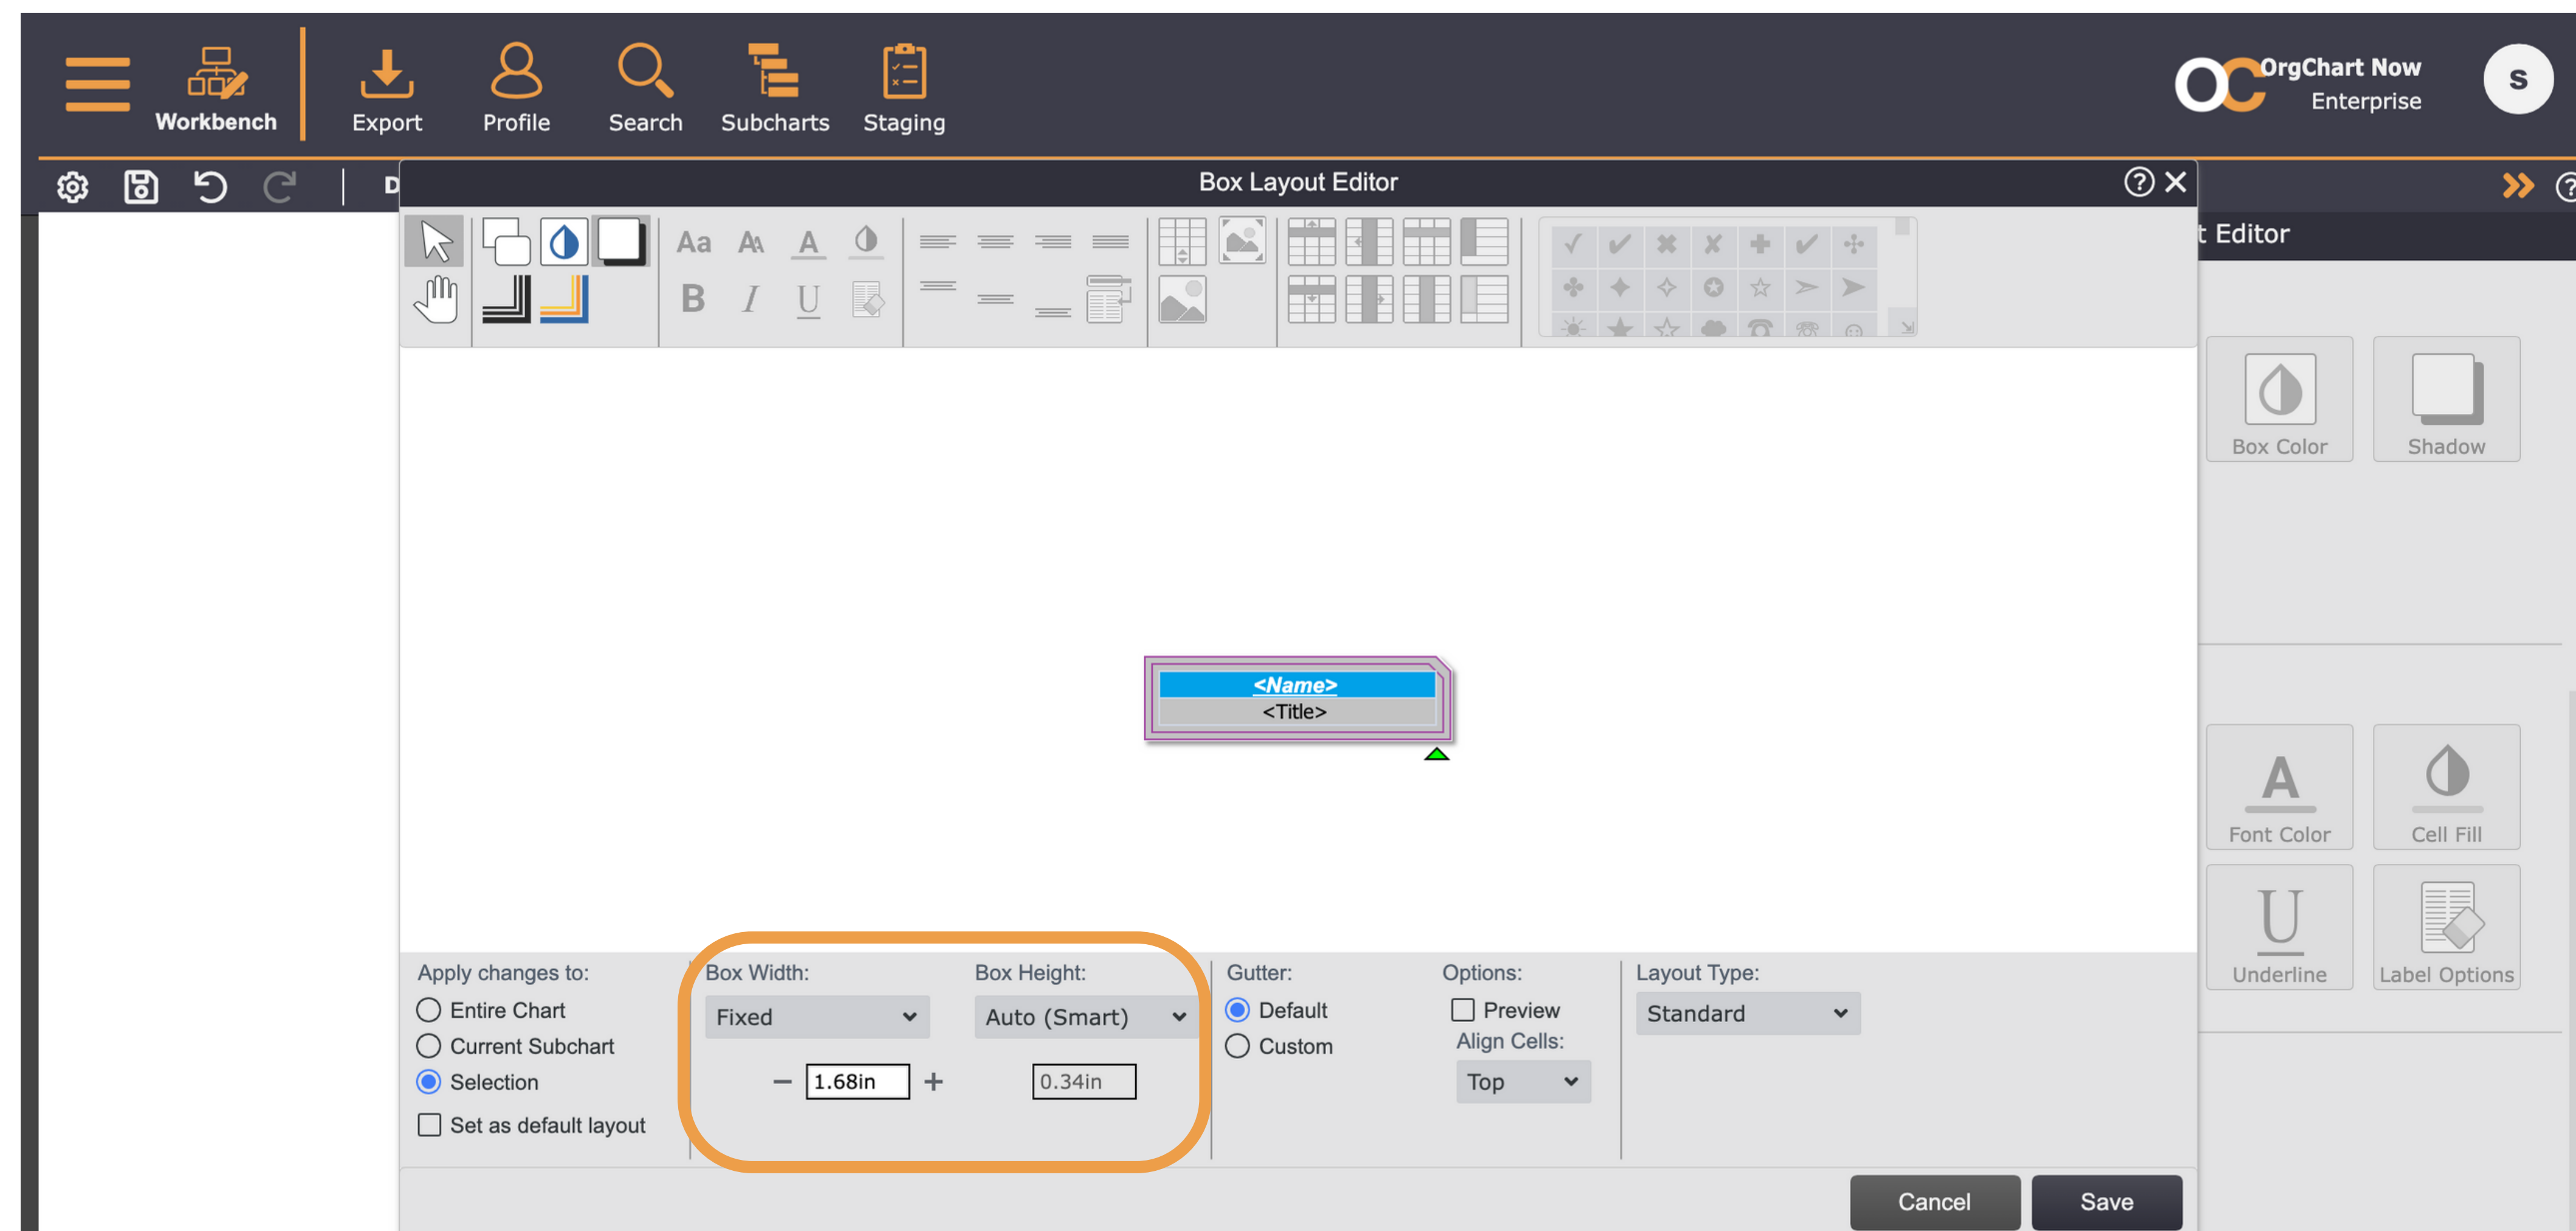 Workbench
Export
Profile
Search
Subcharts
Staging
OC OrgChart Now
Enterprise
S
D
Box Layout Editor
t Editor
Aa AA A
B I U
Box Color
Shadow
<Name>
<Title>
A
Font Color
Cell Fill
U
Underline
Label Options
Apply changes to:
Entire Chart
Current Subchart
Selection
Set as default layout
Box Width:
Fixed
1.68in
Box Height:
Auto (Smart)
0.34in
Gutter:
Default
Custom
Options:
Preview
Align Cells:
Top
Layout Type:
Standard
Cancel
Save